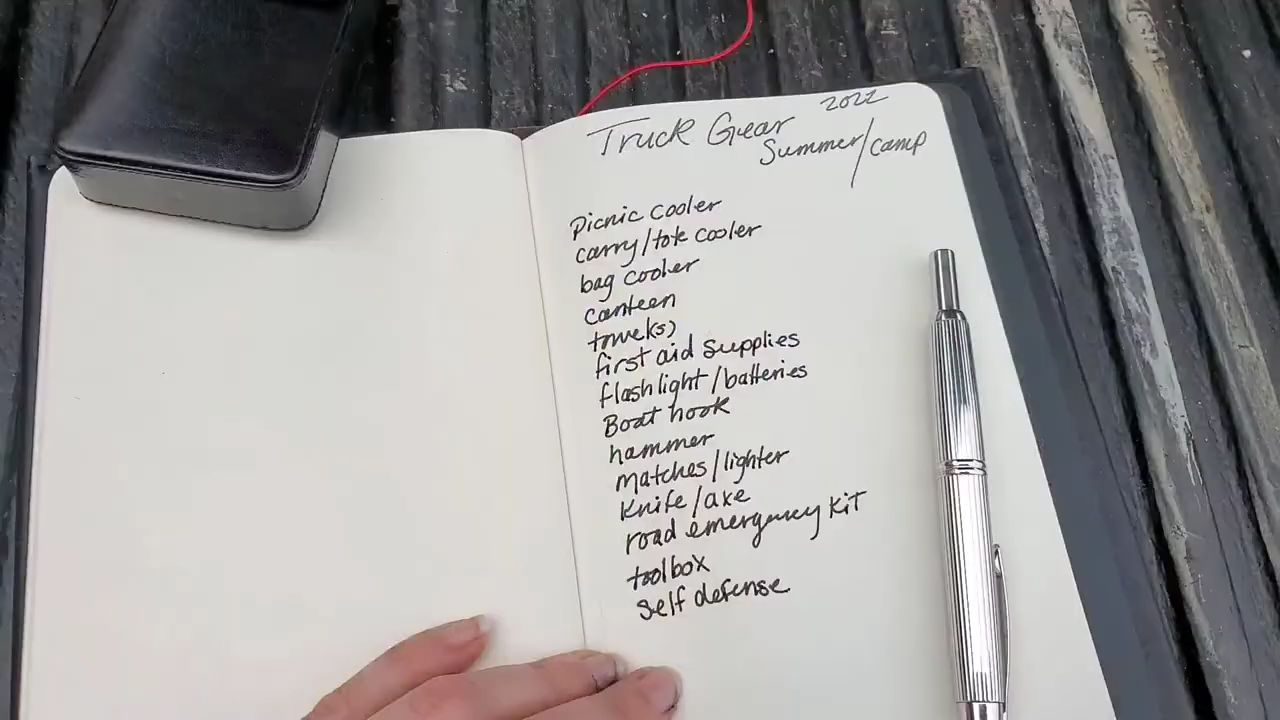 2022
Truck Gear
Summer/camp
Picnic cooler
carry/tote cooler
bag cooler
canteen
towel(s)
first aid supplies
flashlight/batteries
Boat hook
hammer
matches/lighter
Knife/axe
road emergency KiT
toolbox
self defense